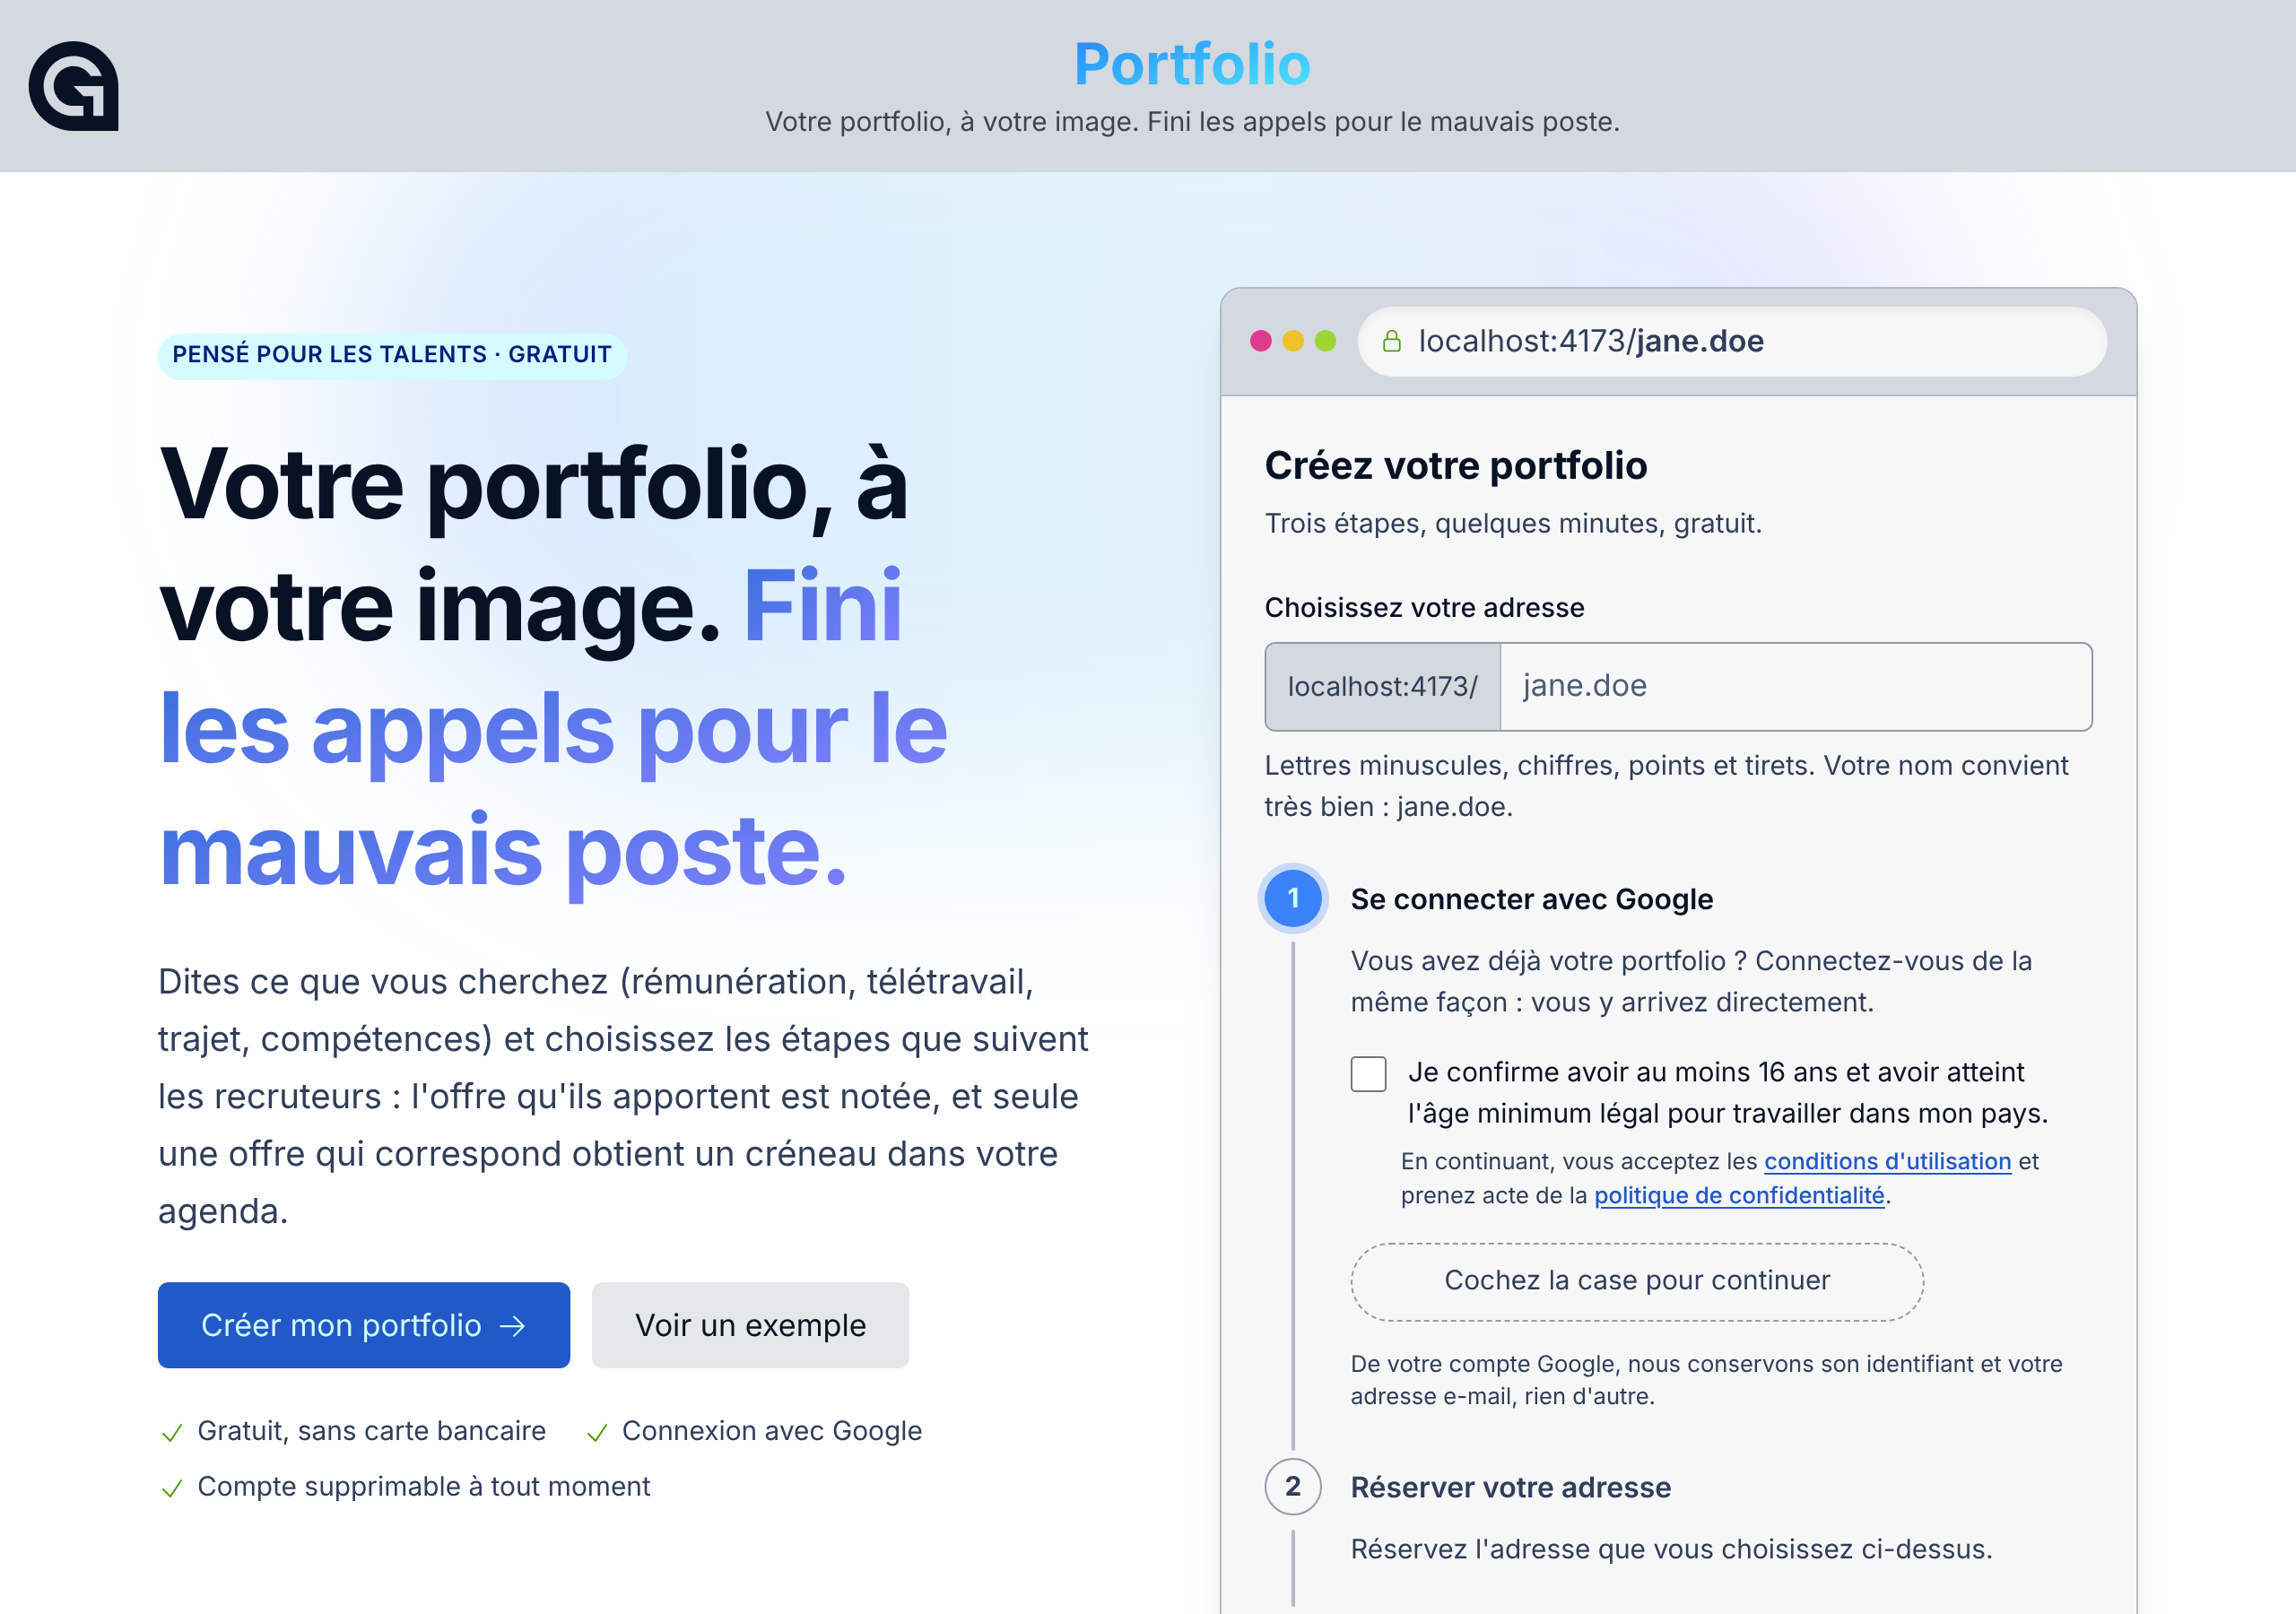 Portfolio
Votre portfolio, à votre image. Fini les appels pour le mauvais poste.
PENSÉ POUR LES TALENTS · GRATUIT
Votre portfolio, à
votre image. Fini
les appels pour le
mauvais poste.
Dites ce que vous cherchez (rémunération, télétravail,
trajet, compétences) et choisissez les étapes que suivent
les recruteurs : l'offre qu'ils apportent est notée, et seule
une offre qui correspond obtient un créneau dans votre
agenda.
Créer mon portfolio →
Voir un exemple
Gratuit, sans carte bancaire
Connexion avec Google
Compte supprimable à tout moment
localhost:4173/jane.doe
Créez votre portfolio
Trois étapes, quelques minutes, gratuit.
Choisissez votre adresse
localhost:4173/ jane.doe
Lettres minuscules, chiffres, points et tirets. Votre nom convient
très bien : jane.doe.
1 Se connecter avec Google
Vous avez déjà votre portfolio ? Connectez-vous de la
même façon : vous y arrivez directement.
Je confirme avoir au moins 16 ans et avoir atteint
l'âge minimum légal pour travailler dans mon pays.
En continuant, vous acceptez les conditions d'utilisation et
prenez acte de la politique de confidentialité.
Cochez la case pour continuer
De votre compte Google, nous conservons son identifiant et votre
adresse e-mail, rien d'autre.
2 Réserver votre adresse
Réservez l'adresse que vous choisissez ci-dessus.